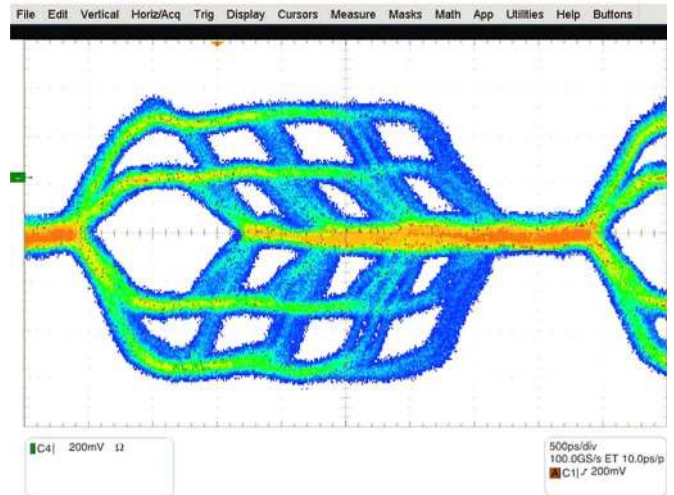 File Edit Vertical Horiz/Acq Trig Display Cursors Measure Masks Math App Utilities Help Buttons
C4 200mV Ω
500ps/div
100.0GS/s ET 10.0ps/p
A C1 200mV